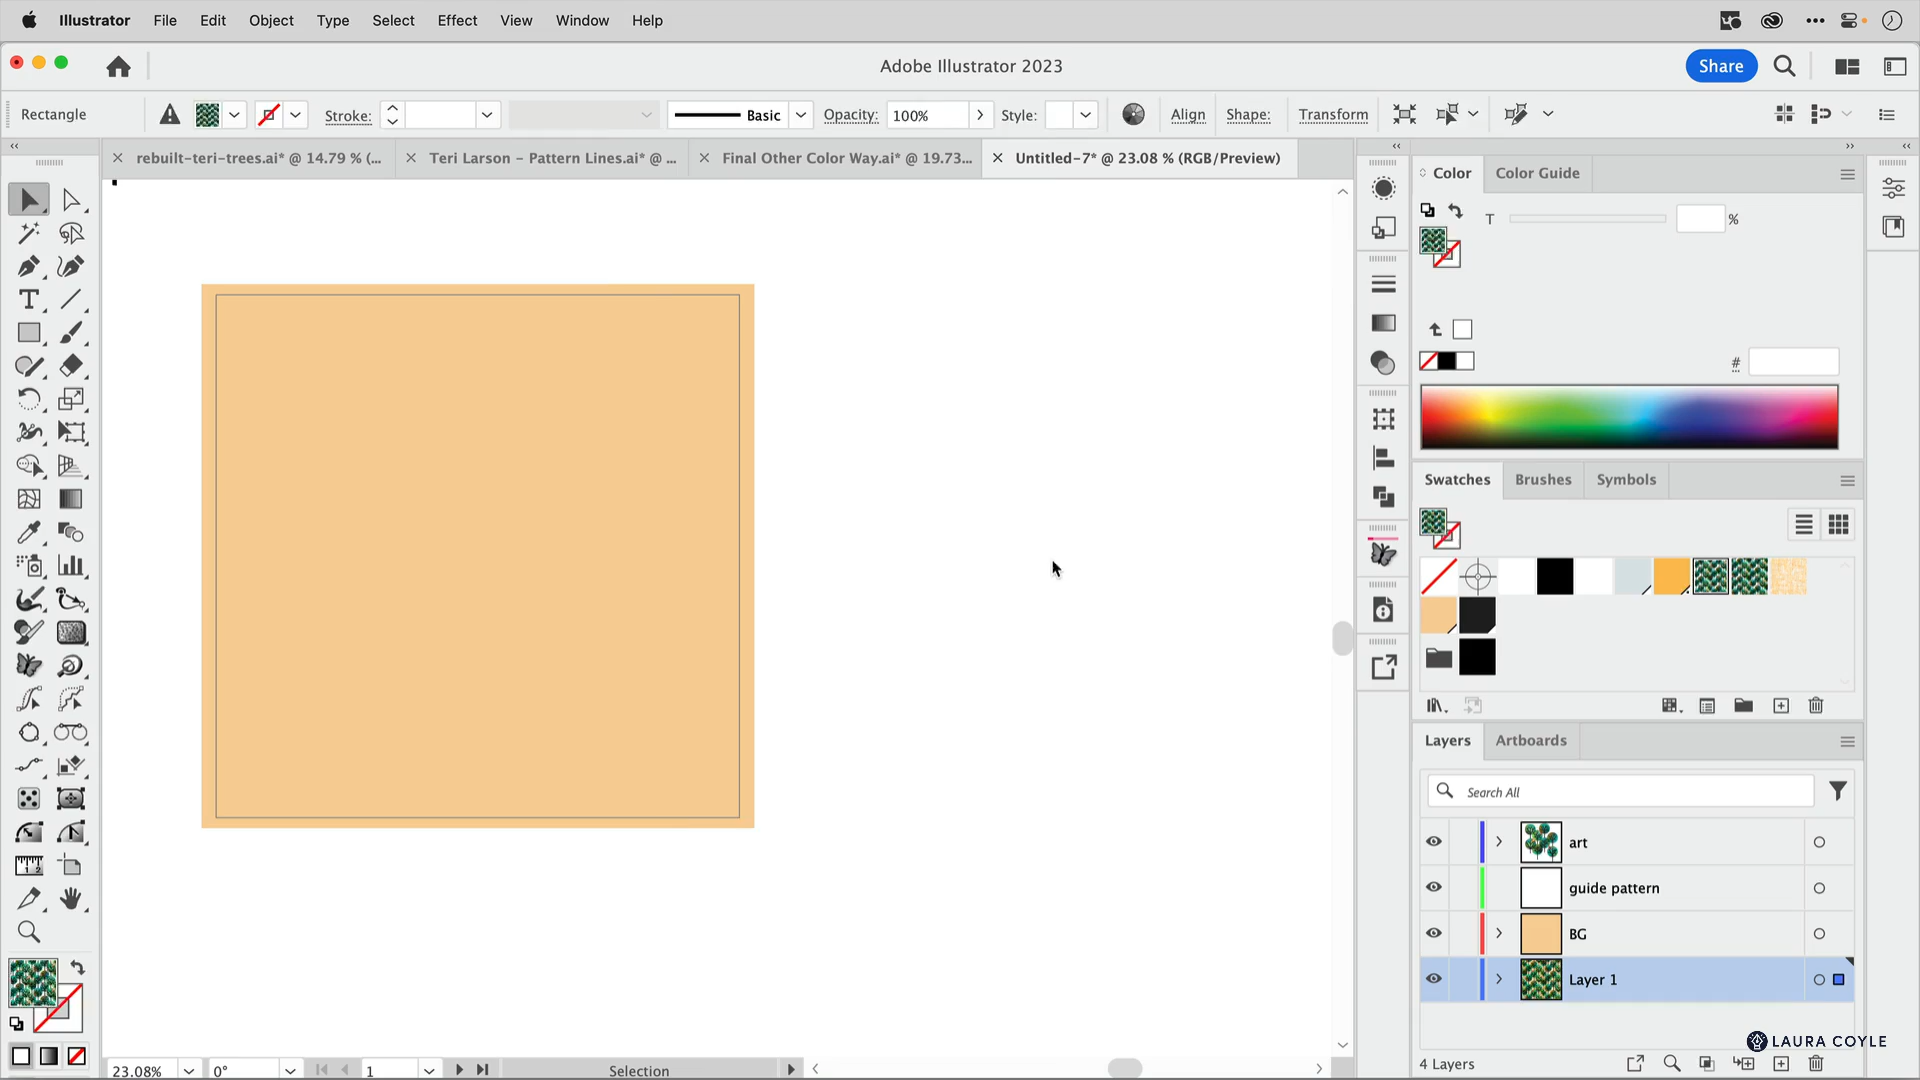 Illustrator File Edit Object Type Select Effect View Window Help
Adobe Illustrator 2023
Share
Rectangle Stroke: Basic Opacity: 100% Style: Align Shape: Transform
rebuilt-teri-trees.ai* @ 14.79 % (... Teri Larson - Pattern Lines.ai* @ ... Final Other Color Way.ai* @ 19.73... Untitled-7* @ 23.08 % (RGB/Preview)
Color Color Guide
T %
#
Swatches Brushes Symbols
Layers Artboards
Search All
art
guide pattern
BG
Layer 1
LAURA COYLE
4 Layers
23.08% 0° 1 Selection